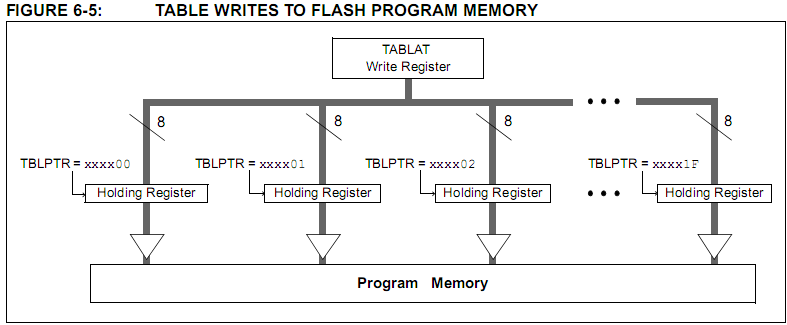 FIGURE 6-5: TABLE WRITES TO FLASH PROGRAM MEMORY
TABLAT
Write Register
8 8 8 8
TBLPTR = xxxx00 TBLPTR = xxxx01 TBLPTR = xxxx02 TBLPTR = xxxx1F
Holding Register Holding Register Holding Register Holding Register
Program Memory